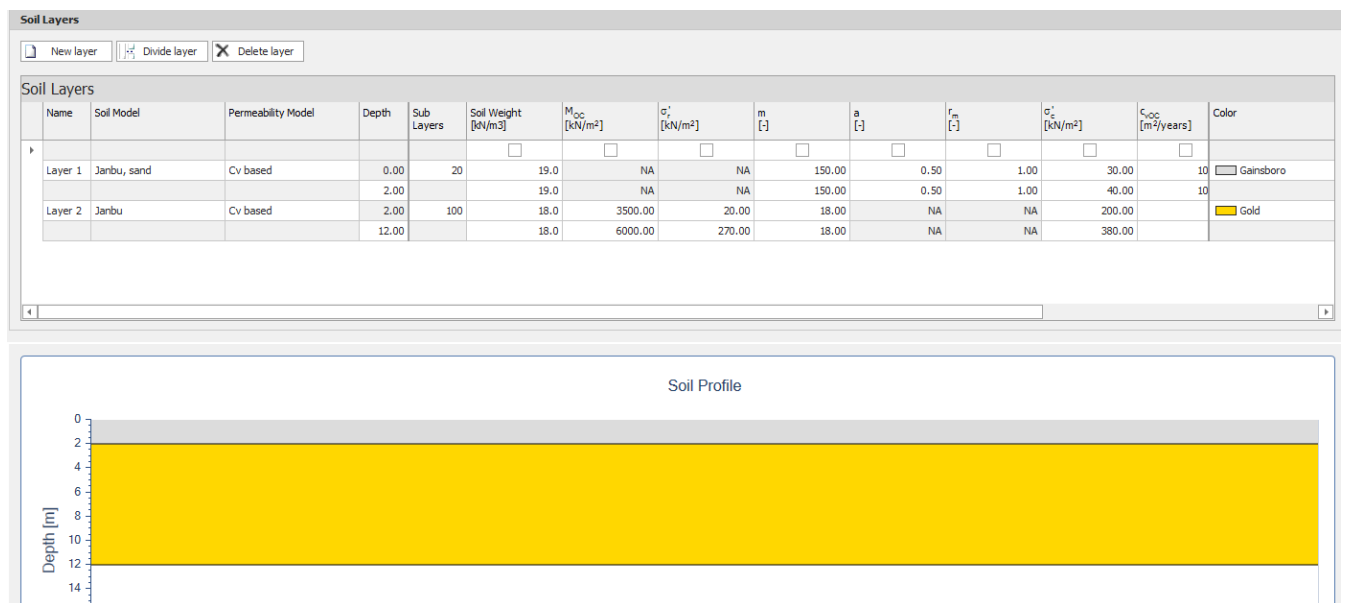 Soil Layers
New layer Divide layer Delete layer
Soil Layers
Name Soil Model Permeability Model Depth Sub Layers Soil Weight [kN/m3] M_OC [kN/m²] σ'_r [kN/m²] m [-] a [-] r_m [-] σ'_c [kN/m²] c_vOC [m²/years] Color
Layer 1 Janbu, sand Cv based 0.00 20 19.0 NA NA 150.00 0.50 1.00 30.00 10 Gainsboro
2.00 19.0 NA NA 150.00 0.50 1.00 40.00 10
Layer 2 Janbu Cv based 2.00 100 18.0 3500.00 20.00 18.00 NA NA 200.00 Gold
12.00 18.0 6000.00 270.00 18.00 NA NA 380.00
Soil Profile
0
2
4
6
8
10
12
14
Depth [m]